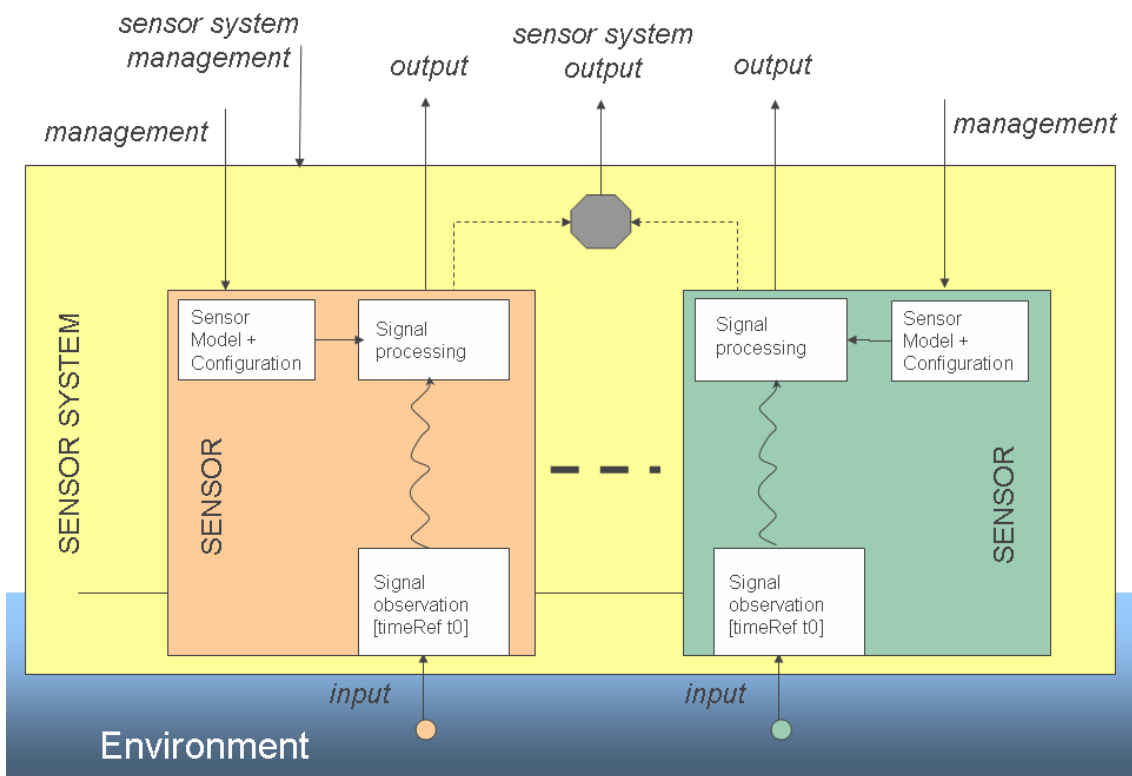 sensor system
management
output
sensor system
output
output
management
management
SENSOR SYSTEM
SENSOR
Sensor
Model +
Configuration
Signal
processing
Signal
processing
Sensor
Model +
Configuration
SENSOR
Signal
observation
[timeRef t0]
Signal
observation
[timeRef t0]
input
input
Environment